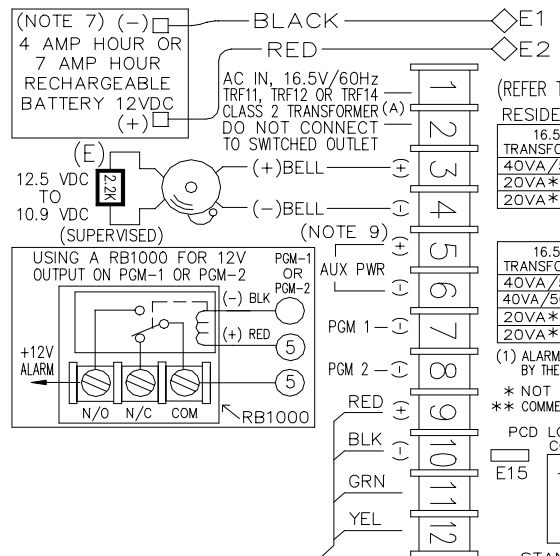 (NOTE 7) (-)
4 AMP HOUR OR
7 AMP HOUR
RECHARGEABLE
BATTERY 12VDC
(+)
BLACK
E1
RED
E2
AC IN, 16.5V/60Hz
TRF11, TRF12 OR TRF14
CLASS 2 TRANSFORMER (A)
DO NOT CONNECT
TO SWITCHED OUTLET
(E)
12.5 VDC
TO
10.9 VDC
2.2K
(SUPERVISED)
(+)BELL (+)
(-)BELL (-)
(NOTE 9) (+)
AUX PWR
(-)
PGM 1 (-)
PGM 2 (-)
RED (+)
BLK (-)
GRN
YEL
1
2
3
4
5
6
7
8
9
10
11
12
USING A RB1000 FOR 12V
OUTPUT ON PGM-1 OR PGM-2
PGM-1
OR
PGM-2
(-) BLK
(+) RED
5
5
+12V
ALARM
N/O N/C COM
RB1000
(REFER
RESIDE
16.5
TRANSFO
40VA/
20VA*
20VA*
16.5
TRANSFO
40VA/
40VA/50
20VA*
20VA*
(1) ALARM
BY THE
* NOT
** COMME
PCD LO
CO
E15
STAN